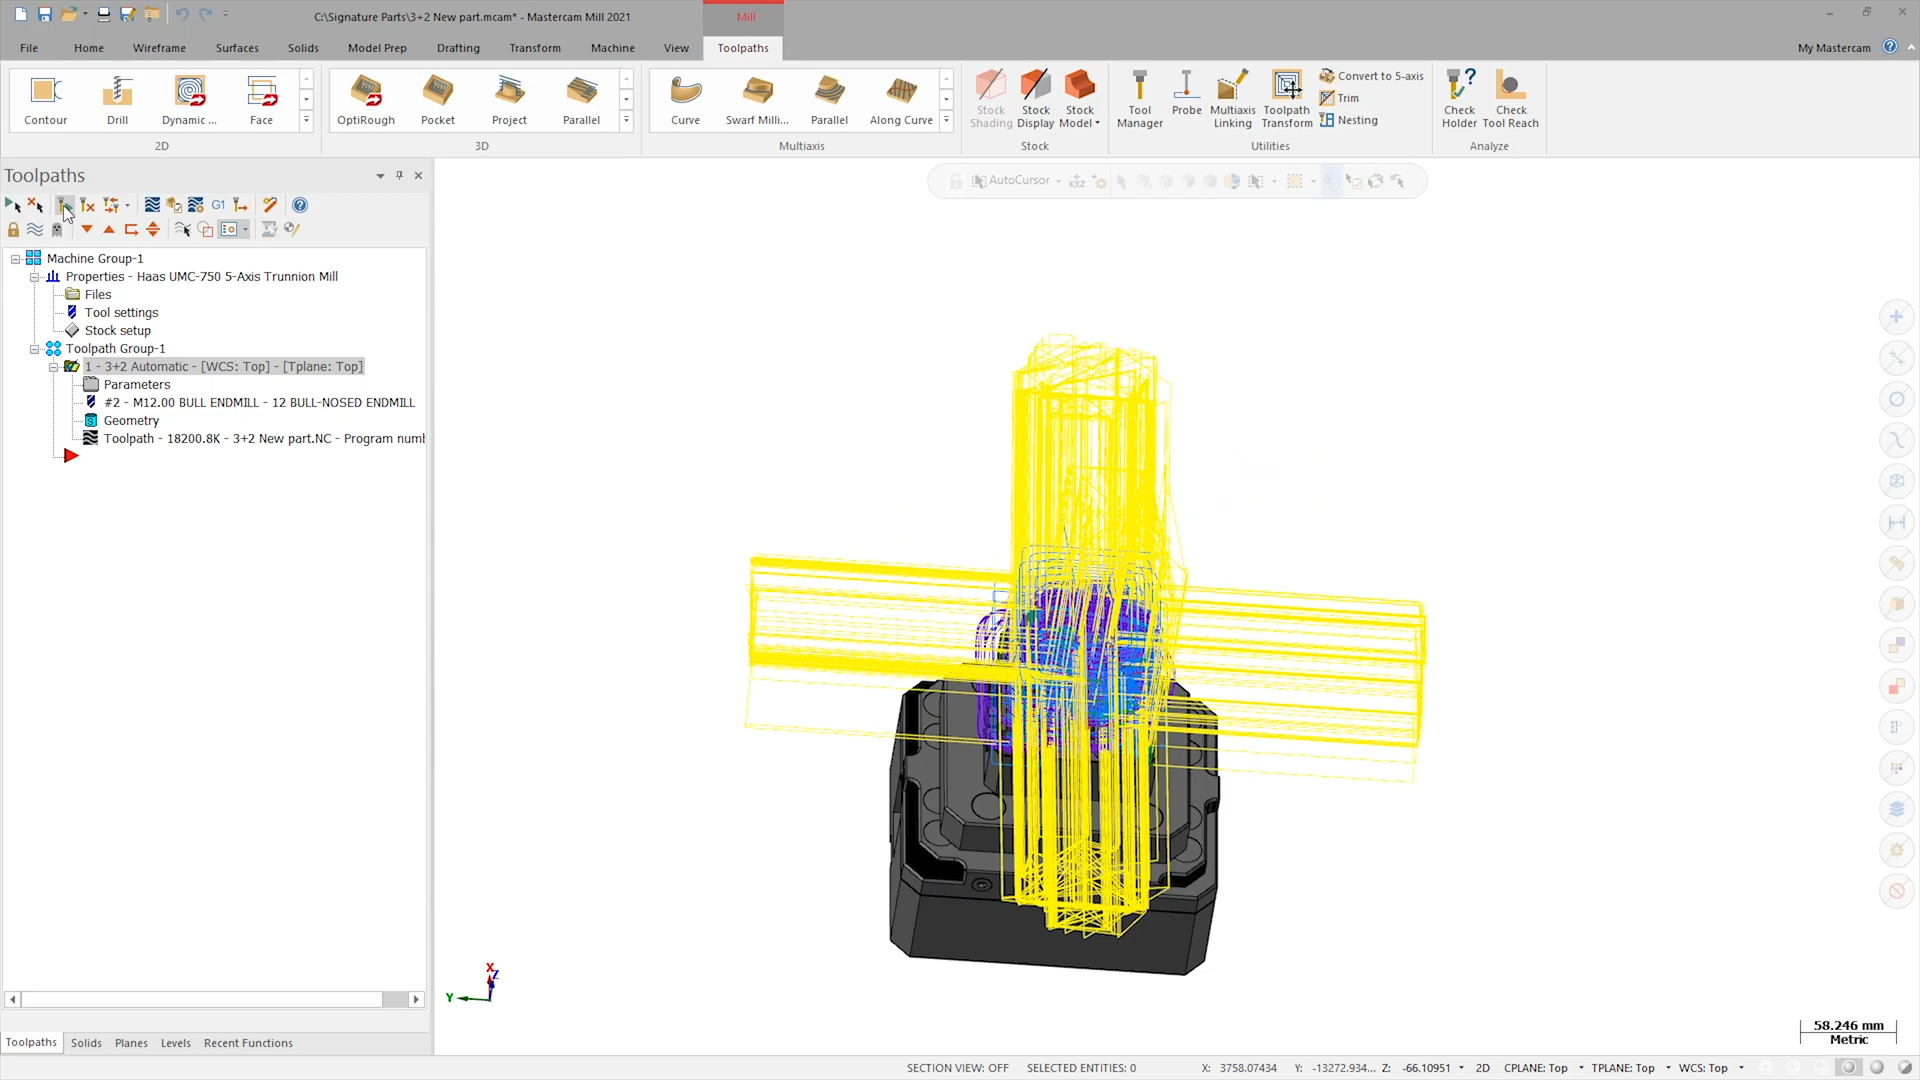 C:\Signature Parts\3+2 New part.mcam* - Mastercam Mill 2021
Mill
File
Home
Wireframe
Surfaces
Solids
Model Prep
Drafting
Transform
Machine
View
Toolpaths
My Mastercam
Contour
Drill
Dynamic ...
Face
2D
OptiRough
Pocket
Project
Parallel
3D
Curve
Swarf Milli...
Parallel
Along Curve
Multiaxis
Stock Shading
Stock Display
Stock Model
Stock
Tool Manager
Probe
Multiaxis Linking
Toolpath Transform
Convert to 5-axis
Trim
Nesting
Utilities
Check Holder
Check Tool Reach
Analyze
Toolpaths
G1
AutoCursor
XYZ
Machine Group-1
Properties - Haas UMC-750 5-Axis Trunnion Mill
Files
Tool settings
Stock setup
Toolpath Group-1
1 - 3+2 Automatic - [WCS: Top] - [Tplane: Top]
Parameters
#2 - M12.00 BULL ENDMILL - 12 BULL-NOSED ENDMILL
Geometry
Toolpath - 18200.8K - 3+2 New part.NC - Program numb
X
Z
Y
58.246 mm
Metric
Toolpaths
Solids
Planes
Levels
Recent Functions
SECTION VIEW: OFF
SELECTED ENTITIES: 0
X: 3758.07434
Y: -13272.934...
Z: -66.10951
2D
CPLANE: Top
TPLANE: Top
WCS: Top